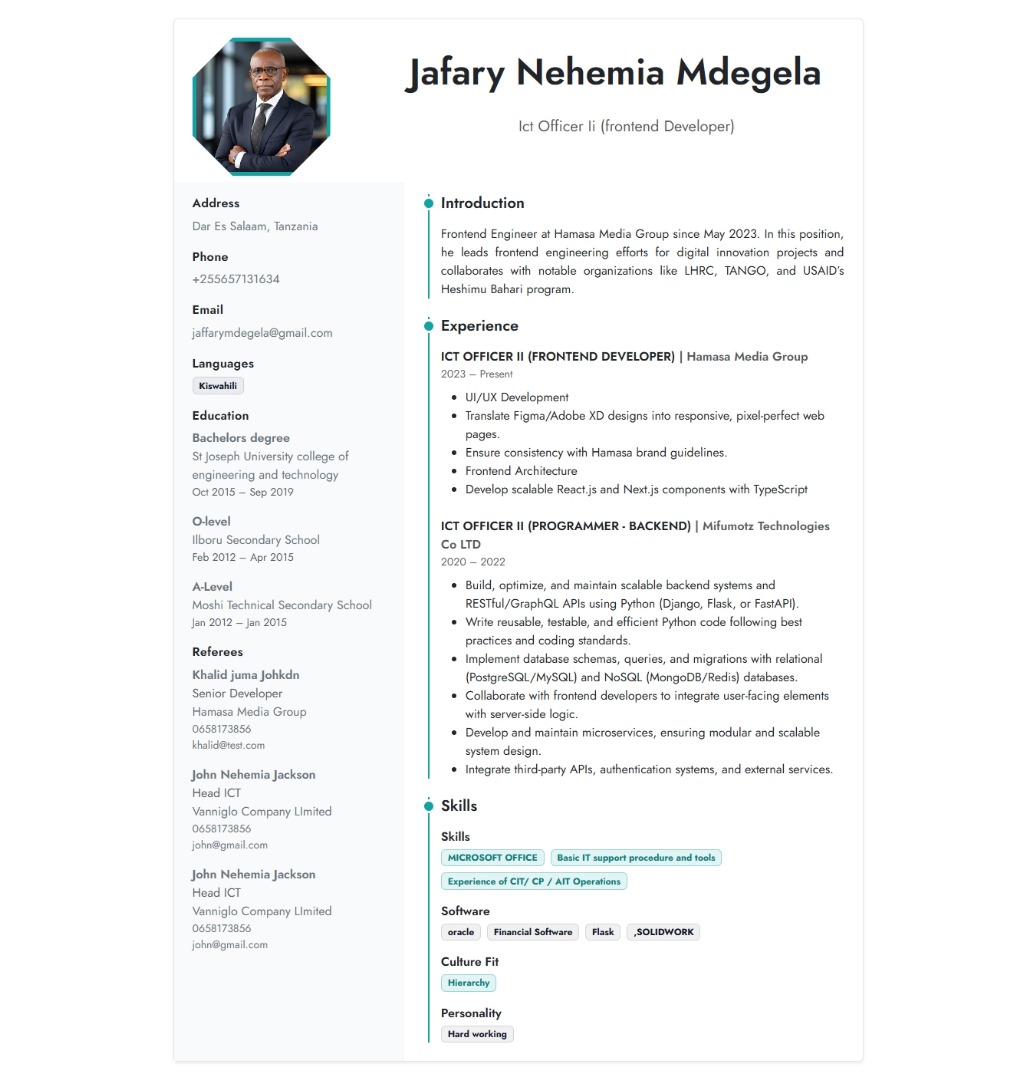 Jafary Nehemia Mdegela
Ict Officer Ii (frontend Developer)
Address
Dar Es Salaam, Tanzania
Phone
+255657131634
Email
jaffarymdegela@gmail.com
Languages
Kiswahili
Education
Bachelors degree
St Joseph University college of
engineering and technology
Oct 2015 – Sep 2019
O-level
Ilboru Secondary School
Feb 2012 – Apr 2015
A-Level
Moshi Technical Secondary School
Jan 2012 – Jan 2015
Referees
Khalid juma Johkdn
Senior Developer
Hamasa Media Group
0658173856
khalid@test.com
John Nehemia Jackson
Head ICT
Vanniglo Company LImited
0658173856
john@gmail.com
John Nehemia Jackson
Head ICT
Vanniglo Company LImited
0658173856
john@gmail.com
Introduction
Frontend Engineer at Hamasa Media Group since May 2023. In this position,
he leads frontend engineering efforts for digital innovation projects and
collaborates with notable organizations like LHRC, TANGO, and USAID's
Heshimu Bahari program.
Experience
ICT OFFICER II (FRONTEND DEVELOPER) | Hamasa Media Group
2023 – Present
• UI/UX Development
• Translate Figma/Adobe XD designs into responsive, pixel-perfect web
pages.
• Ensure consistency with Hamasa brand guidelines.
• Frontend Architecture
• Develop scalable React.js and Next.js components with TypeScript
ICT OFFICER II (PROGRAMMER - BACKEND) | Mifumotz Technologies
Co LTD
2020 – 2022
• Build, optimize, and maintain scalable backend systems and
RESTful/GraphQL APIs using Python (Django, Flask, or FastAPI).
• Write reusable, testable, and efficient Python code following best
practices and coding standards.
• Implement database schemas, queries, and migrations with relational
(PostgreSQL/MySQL) and NoSQL (MongoDB/Redis) databases.
• Collaborate with frontend developers to integrate user-facing elements
with server-side logic.
• Develop and maintain microservices, ensuring modular and scalable
system design.
• Integrate third-party APIs, authentication systems, and external services.
Skills
Skills
MICROSOFT OFFICE Basic IT support procedure and tools
Experience of CIT/ CP / AIT Operations
Software
oracle Financial Software Flask ,SOLIDWORK
Culture Fit
Hierarchy
Personality
Hard working